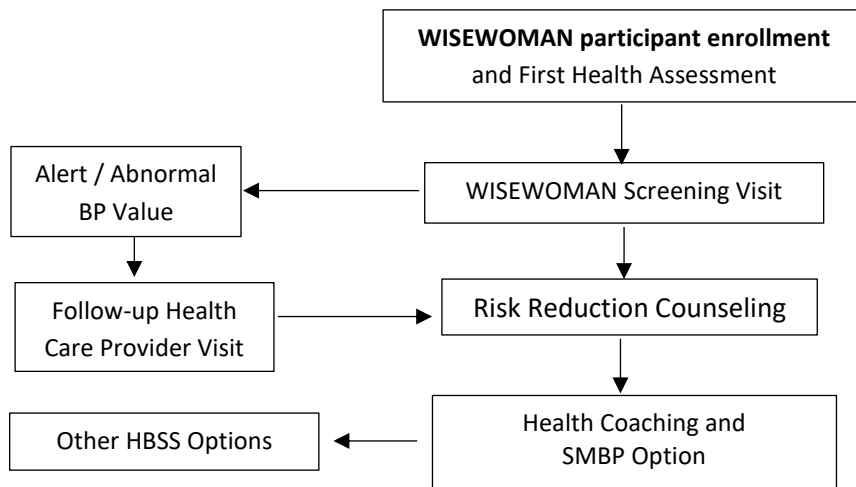 WISEWOMAN participant enrollment
and First Health Assessment
Alert / Abnormal
BP Value
WISEWOMAN Screening Visit
Follow-up Health
Care Provider Visit
Risk Reduction Counseling
Other HBSS Options
Health Coaching and
SMBP Option